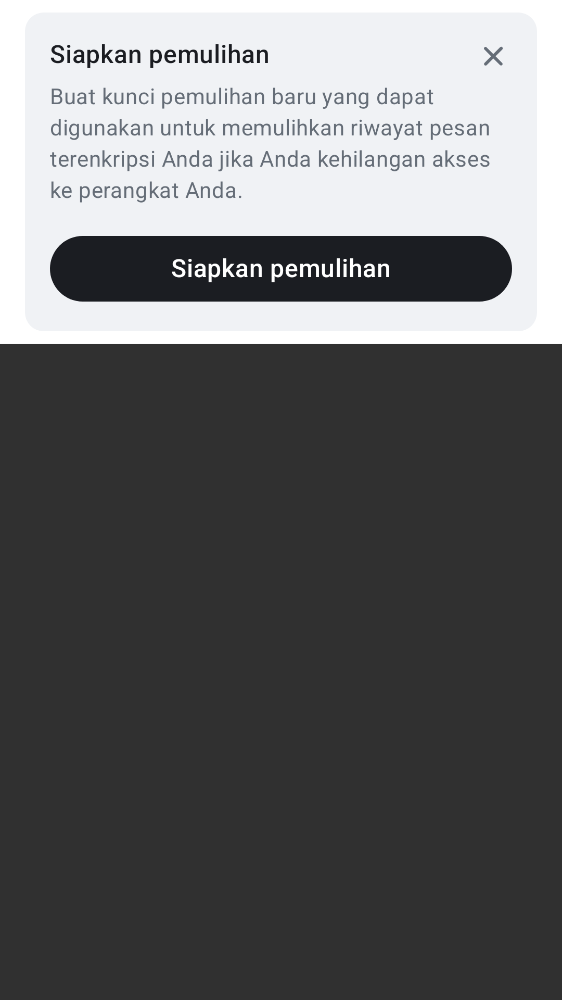 Siapkan pemulihan
Buat kunci pemulihan baru yang dapat
digunakan untuk memulihkan riwayat pesan
terenkripsi Anda jika Anda kehilangan akses
ke perangkat Anda.
Siapkan pemulihan